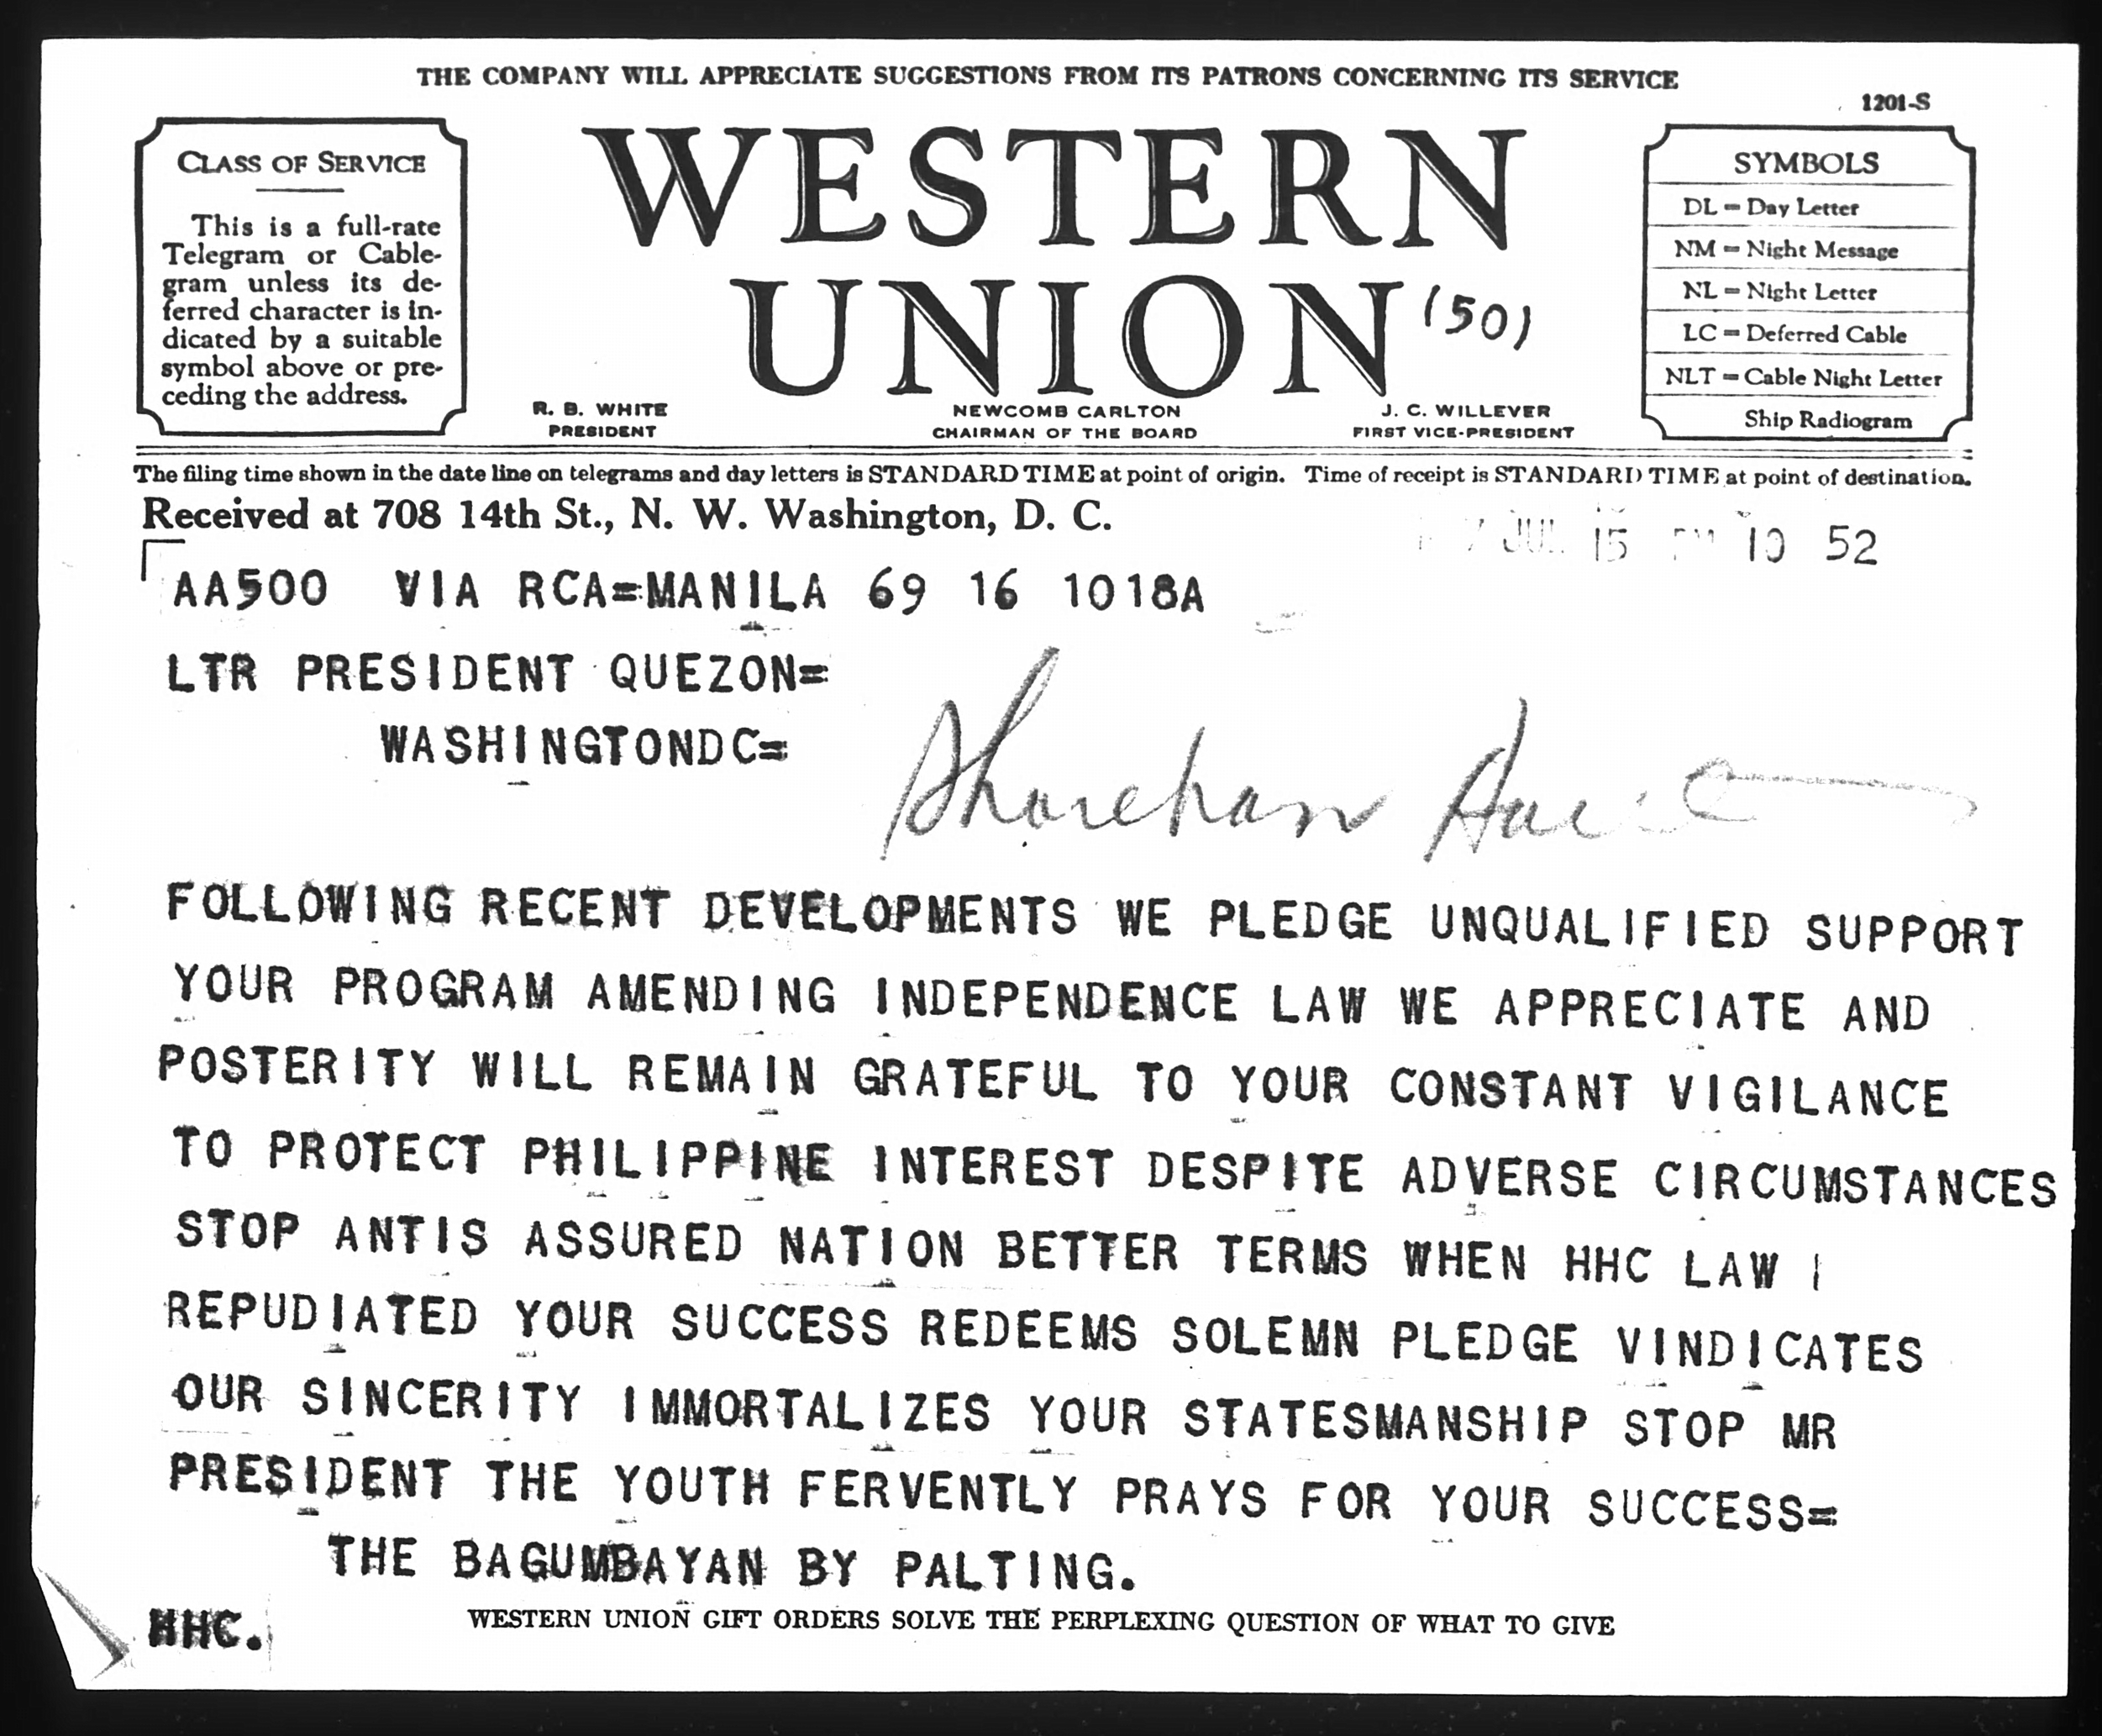 THE COMPANY WILL APPRECIATE SUGGESTIONS FROM ITS PATRONS CONCERNING ITS SERVICE
1201-S
CLASS OF SERVICE
This is a full-rate
Telegram or Cable-
gram unless its de-
ferred character is in-
dicated by a suitable
symbol above or pre-
ceding the address.
WESTERN
UNION (50)
R. B. WHITE
PRESIDENT
NEWCOMB CARLTON
CHAIRMAN OF THE BOARD
J. C. WILLEVER
FIRST VICE-PRESIDENT
SYMBOLS
DL = Day Letter
NM = Night Message
NL = Night Letter
LC = Deferred Cable
NLT = Cable Night Letter
Ship Radiogram
The filing time shown in the date line on telegrams and day letters is STANDARD TIME at point of origin. Time of receipt is STANDARD TIME at point of destination.
Received at 708 14th St., N. W. Washington, D. C.
7 JUL 15 PM 10 52
AA500 VIA RCA=MANILA 69 16 1018A
LTR PRESIDENT QUEZON=
WASHINGTONDC=
Shoreham
FOLLOWING RECENT DEVELOPMENTS WE PLEDGE UNQUALIFIED SUPPORT
YOUR PROGRAM AMENDING INDEPENDENCE LAW WE APPRECIATE AND
POSTERITY WILL REMAIN GRATEFUL TO YOUR CONSTANT VIGILANCE
TO PROTECT PHILIPPINE INTEREST DESPITE ADVERSE CIRCUMSTANCES
STOP ANTIS ASSURED NATION BETTER TERMS WHEN HHC LAW
REPUDIATED YOUR SUCCESS REDEEMS SOLEMN PLEDGE VINDICATES
OUR SINCERITY IMMORTALIZES YOUR STATESMANSHIP STOP MR
PRESIDENT THE YOUTH FERVENTLY PRAYS FOR YOUR SUCCESS=
THE BAGUMBAYAN BY PALTING.
HHC.
WESTERN UNION GIFT ORDERS SOLVE THE PERPLEXING QUESTION OF WHAT TO GIVE